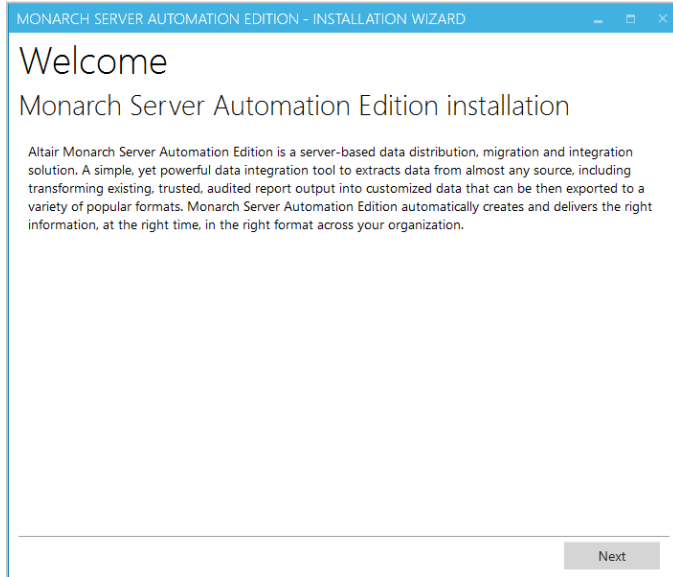 MONARCH SERVER AUTOMATION EDITION - INSTALLATION WIZARD
Welcome
Monarch Server Automation Edition installation
Altair Monarch Server Automation Edition is a server-based data distribution, migration and integration
solution. A simple, yet powerful data integration tool to extracts data from almost any source, including
transforming existing, trusted, audited report output into customized data that can be then exported to a
variety of popular formats. Monarch Server Automation Edition automatically creates and delivers the right
information, at the right time, in the right format across your organization.
Next